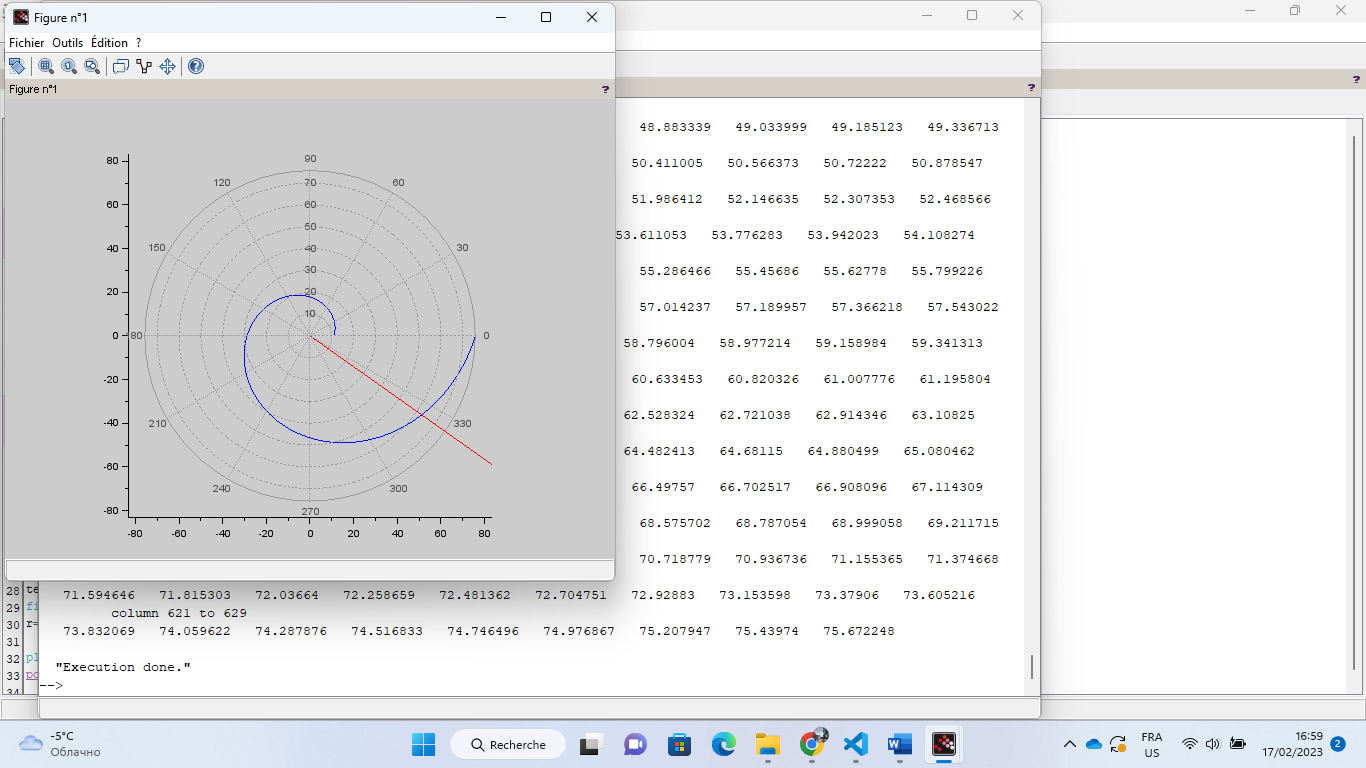 Figure n°1
Fichier Outils Édition ?
Figure n°1 ?
?
?
80
60
40
20
0
-20
-40
-60
-80
-80 -60 -40 -20 0 20 40 60 80
90
120 60
150 30
180 0
210 330
240 300
270
70
60
50
40
30
20
10
48.883339 49.033999 49.185123 49.336713
50.411005 50.566373 50.72222 50.878547
51.986412 52.146635 52.307353 52.468566
53.611053 53.776283 53.942023 54.108274
55.286466 55.45686 55.62778 55.799226
57.014237 57.189957 57.366218 57.543022
58.796004 58.977214 59.158984 59.341313
60.633453 60.820326 61.007776 61.195804
62.528324 62.721038 62.914346 63.10825
64.482413 64.68115 64.880499 65.080462
66.49757 66.702517 66.908096 67.114309
68.575702 68.787054 68.999058 69.211715
70.718779 70.936736 71.155365 71.374668
71.594646 71.815303 72.03664 72.258659 72.481362 72.704751 72.92883 73.153598 73.37906 73.605216
column 621 to 629
73.832069 74.059622 74.287876 74.516833 74.746496 74.976867 75.207947 75.43974 75.672248
"Execution done."
-->
28 te
29 fi
30 r=
31
32 pl
33 po
34
-5°C
Облачно
Recherche
FRA
US
16:59
17/02/2023
2